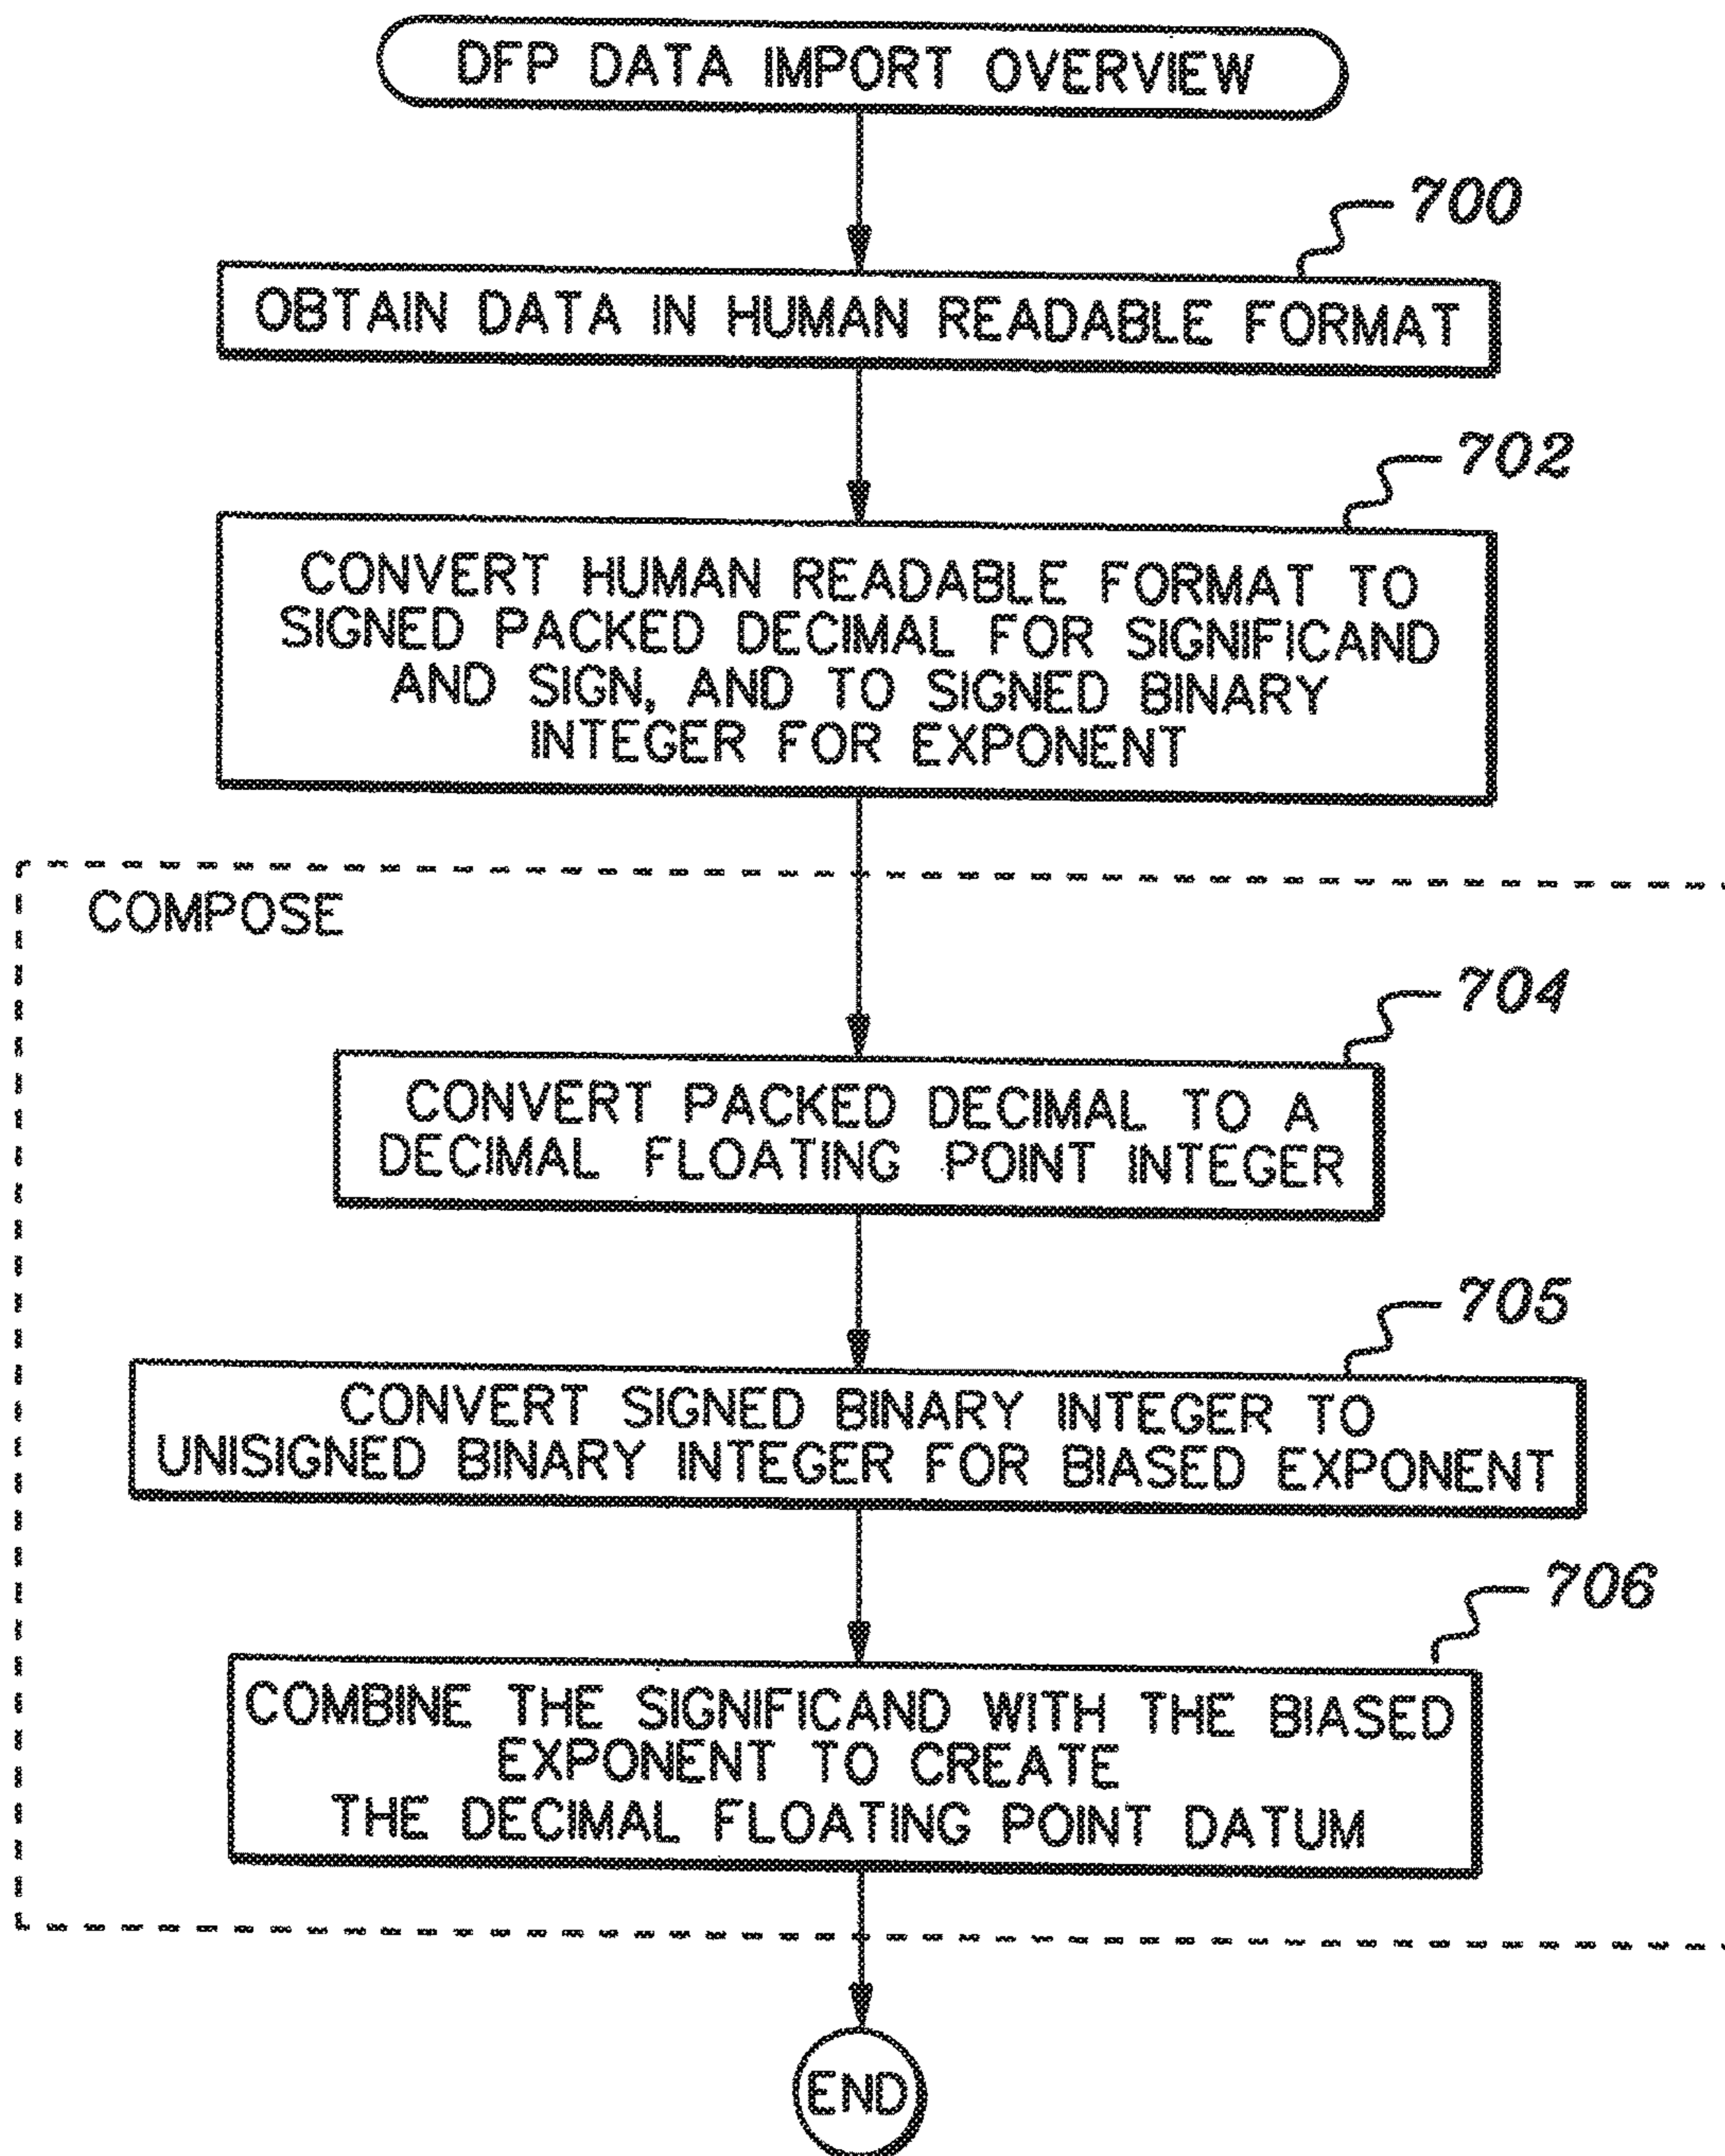 DFP DATA IMPORT OVERVIEW
700
OBTAIN DATA IN HUMAN READABLE FORMAT
702
CONVERT HUMAN READABLE FORMAT TO
SIGNED PACKED DECIMAL FOR SIGNIFICAND
AND SIGN, AND TO SIGNED BINARY
INTEGER FOR EXPONENT
COMPOSE
704
CONVERT PACKED DECIMAL TO A
DECIMAL FLOATING POINT INTEGER
705
CONVERT SIGNED BINARY INTEGER TO
UNISIGNED BINARY INTEGER FOR BIASED EXPONENT
706
COMBINE THE SIGNIFICAND WITH THE BIASED
EXPONENT TO CREATE
THE DECIMAL FLOATING POINT DATUM
END